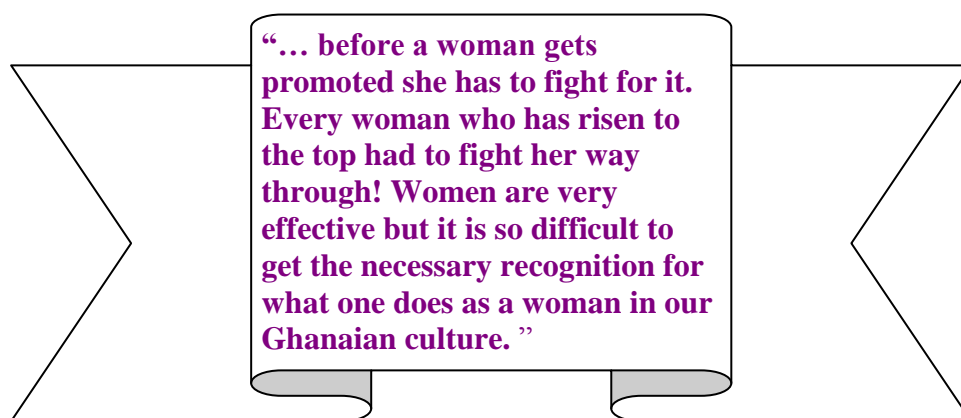 “… before a woman gets
promoted she has to fight for it.
Every woman who has risen to
the top had to fight her way
through! Women are very
effective but it is so difficult to
get the necessary recognition for
what one does as a woman in our
Ghanaian culture. ”